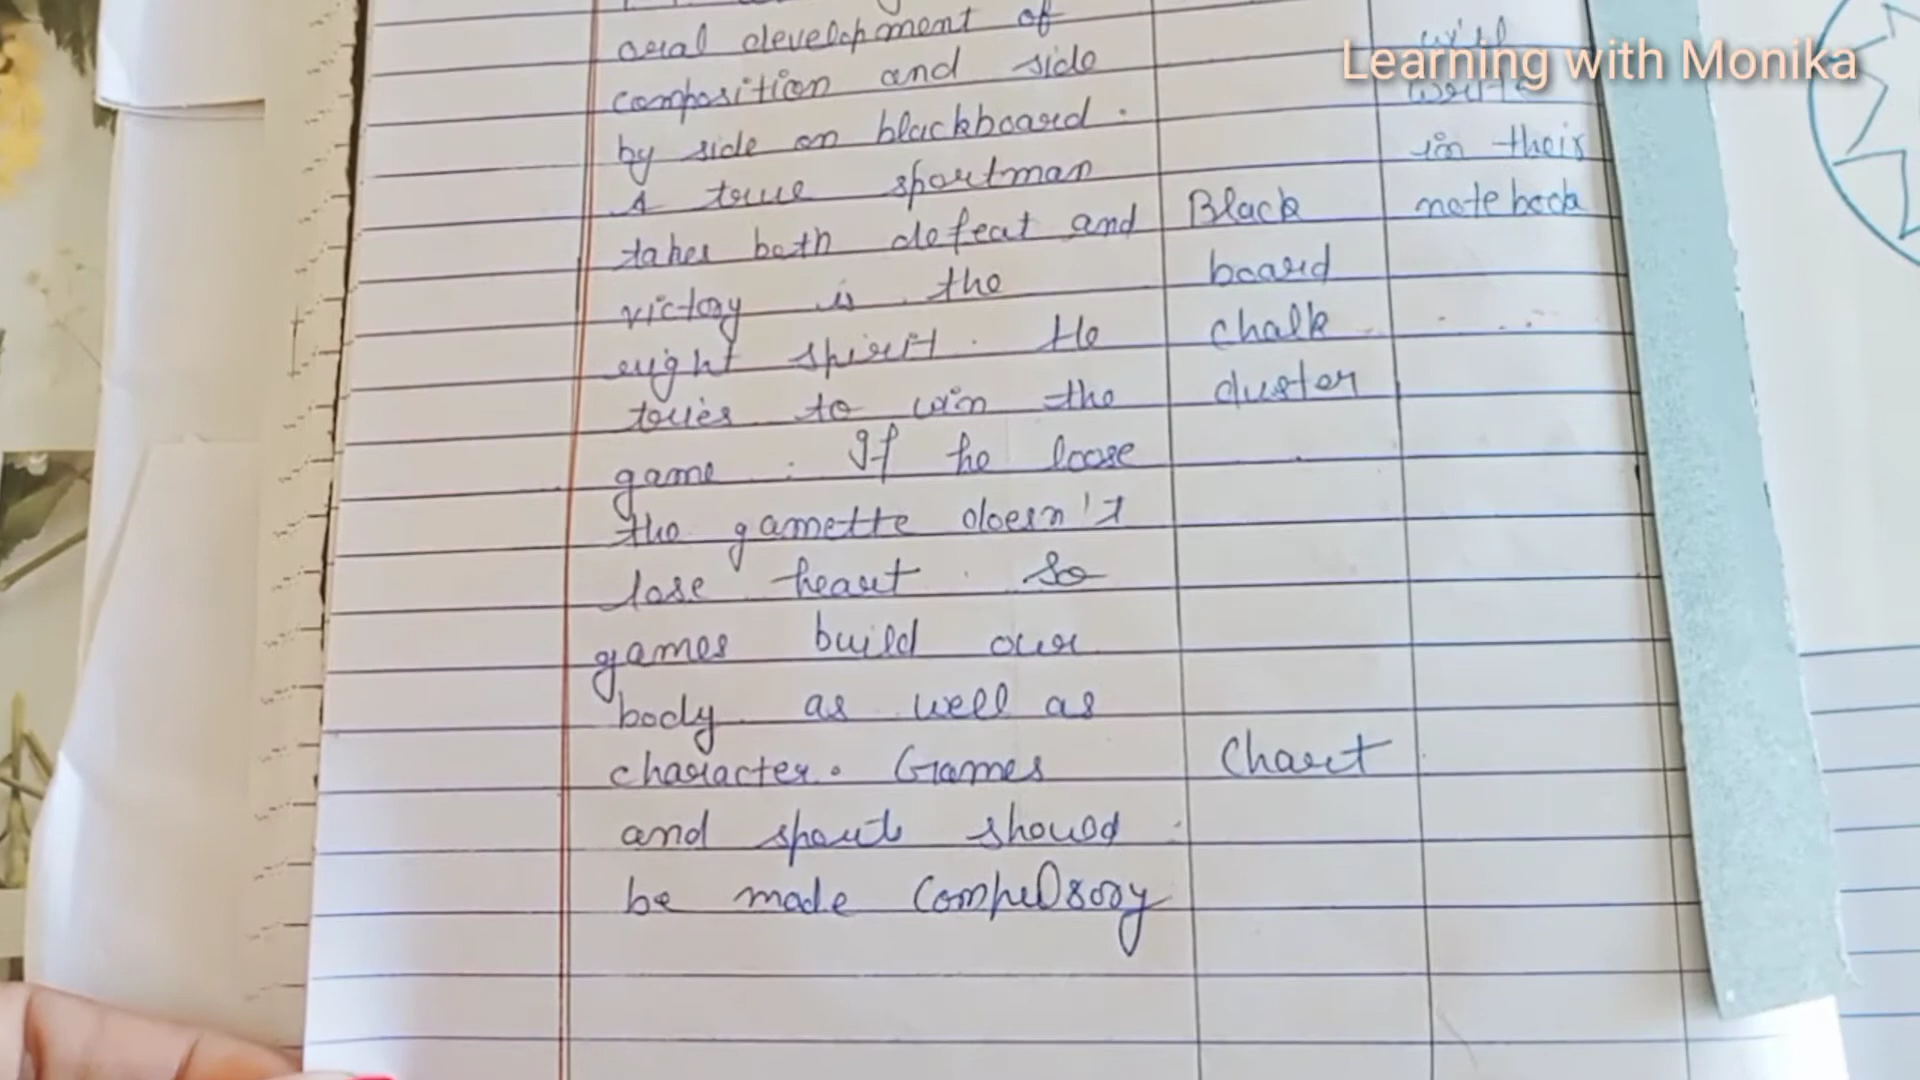 Learning with Monika
oral development of
composition and side
by side on blackboard.
A true sportman
takes both defeat and
victory is the
right spirit. He
tries to win the
game. If he loose
the gamette doesn't
lose heart. So
games build our
body as well as
character. Games
and sports should
be made Compulsory
Black
board
chalk
duster
Chart
will
write
in their
notebook